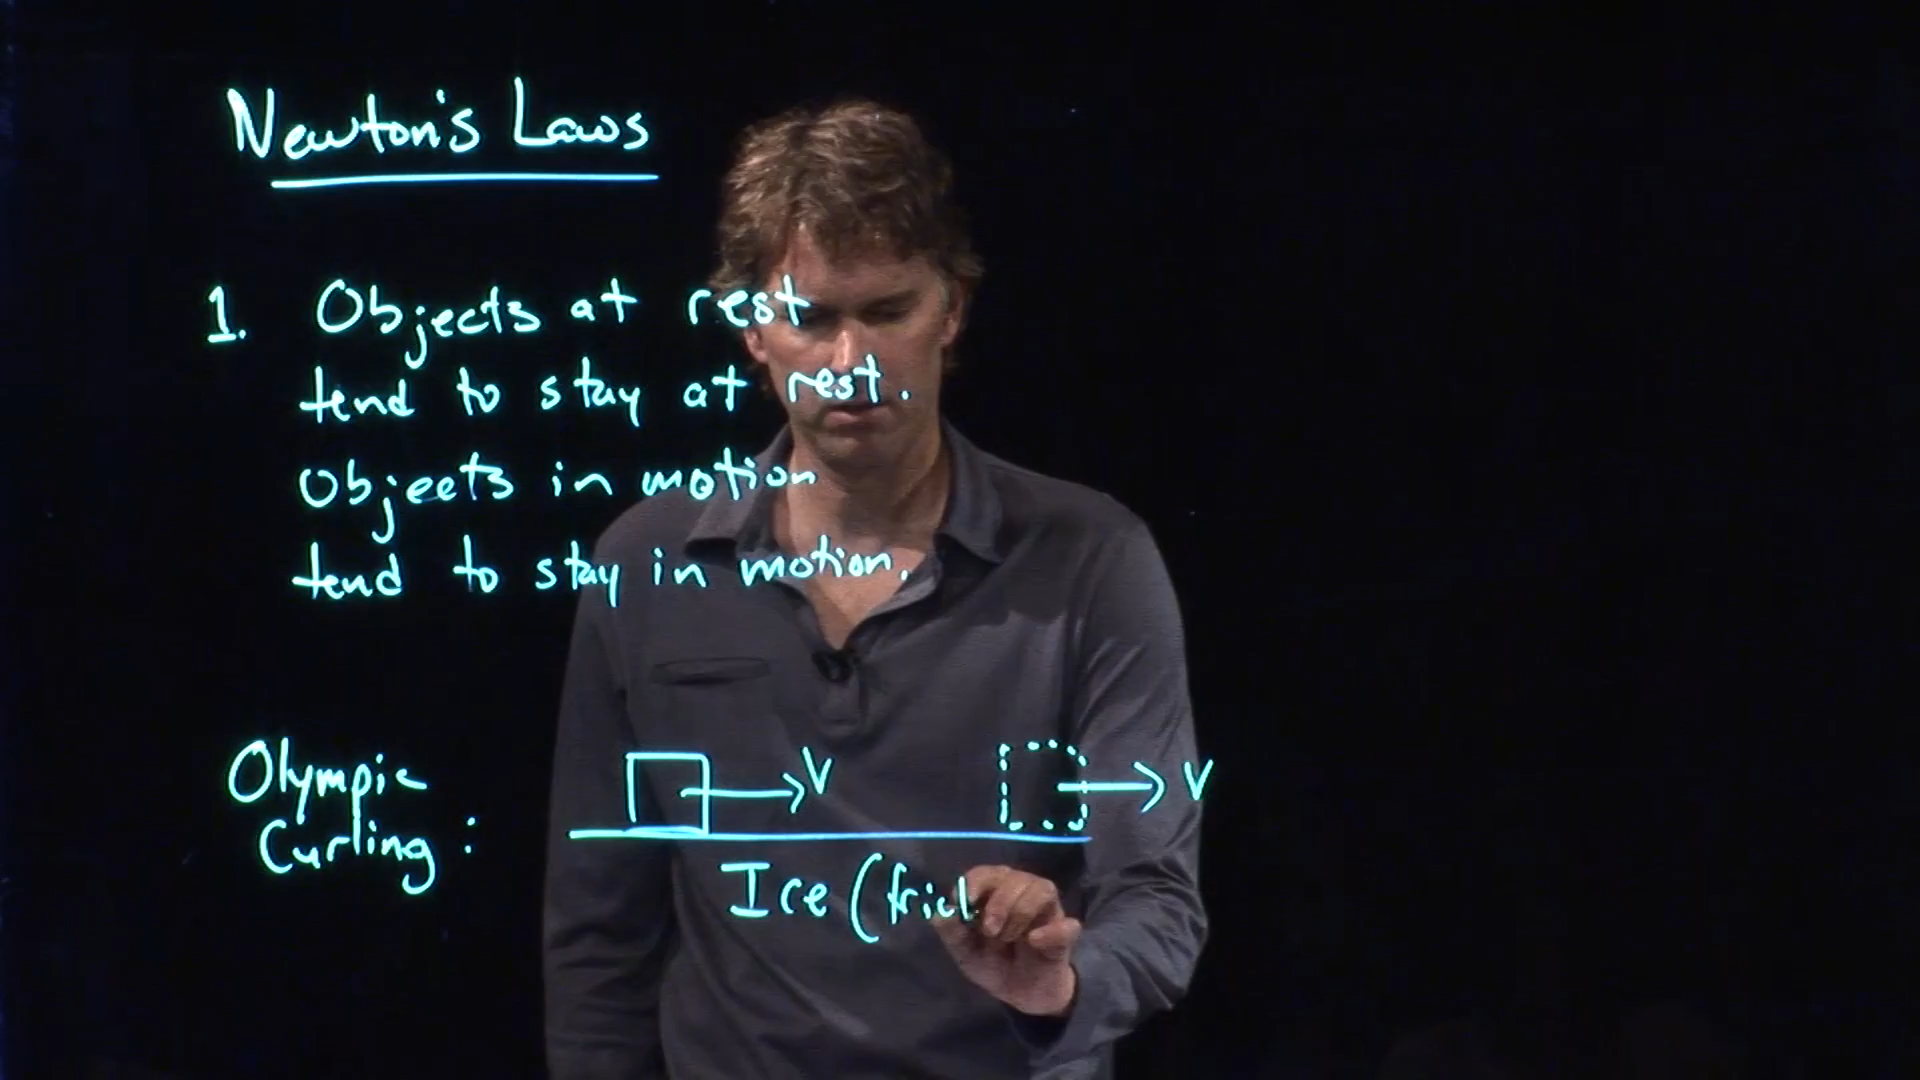 Newton's Laws
1. Objects at rest
tend to stay at rest.
Objects in motion
tend to stay in motion.
Olympic
Curling:
V
V
Ice (frict